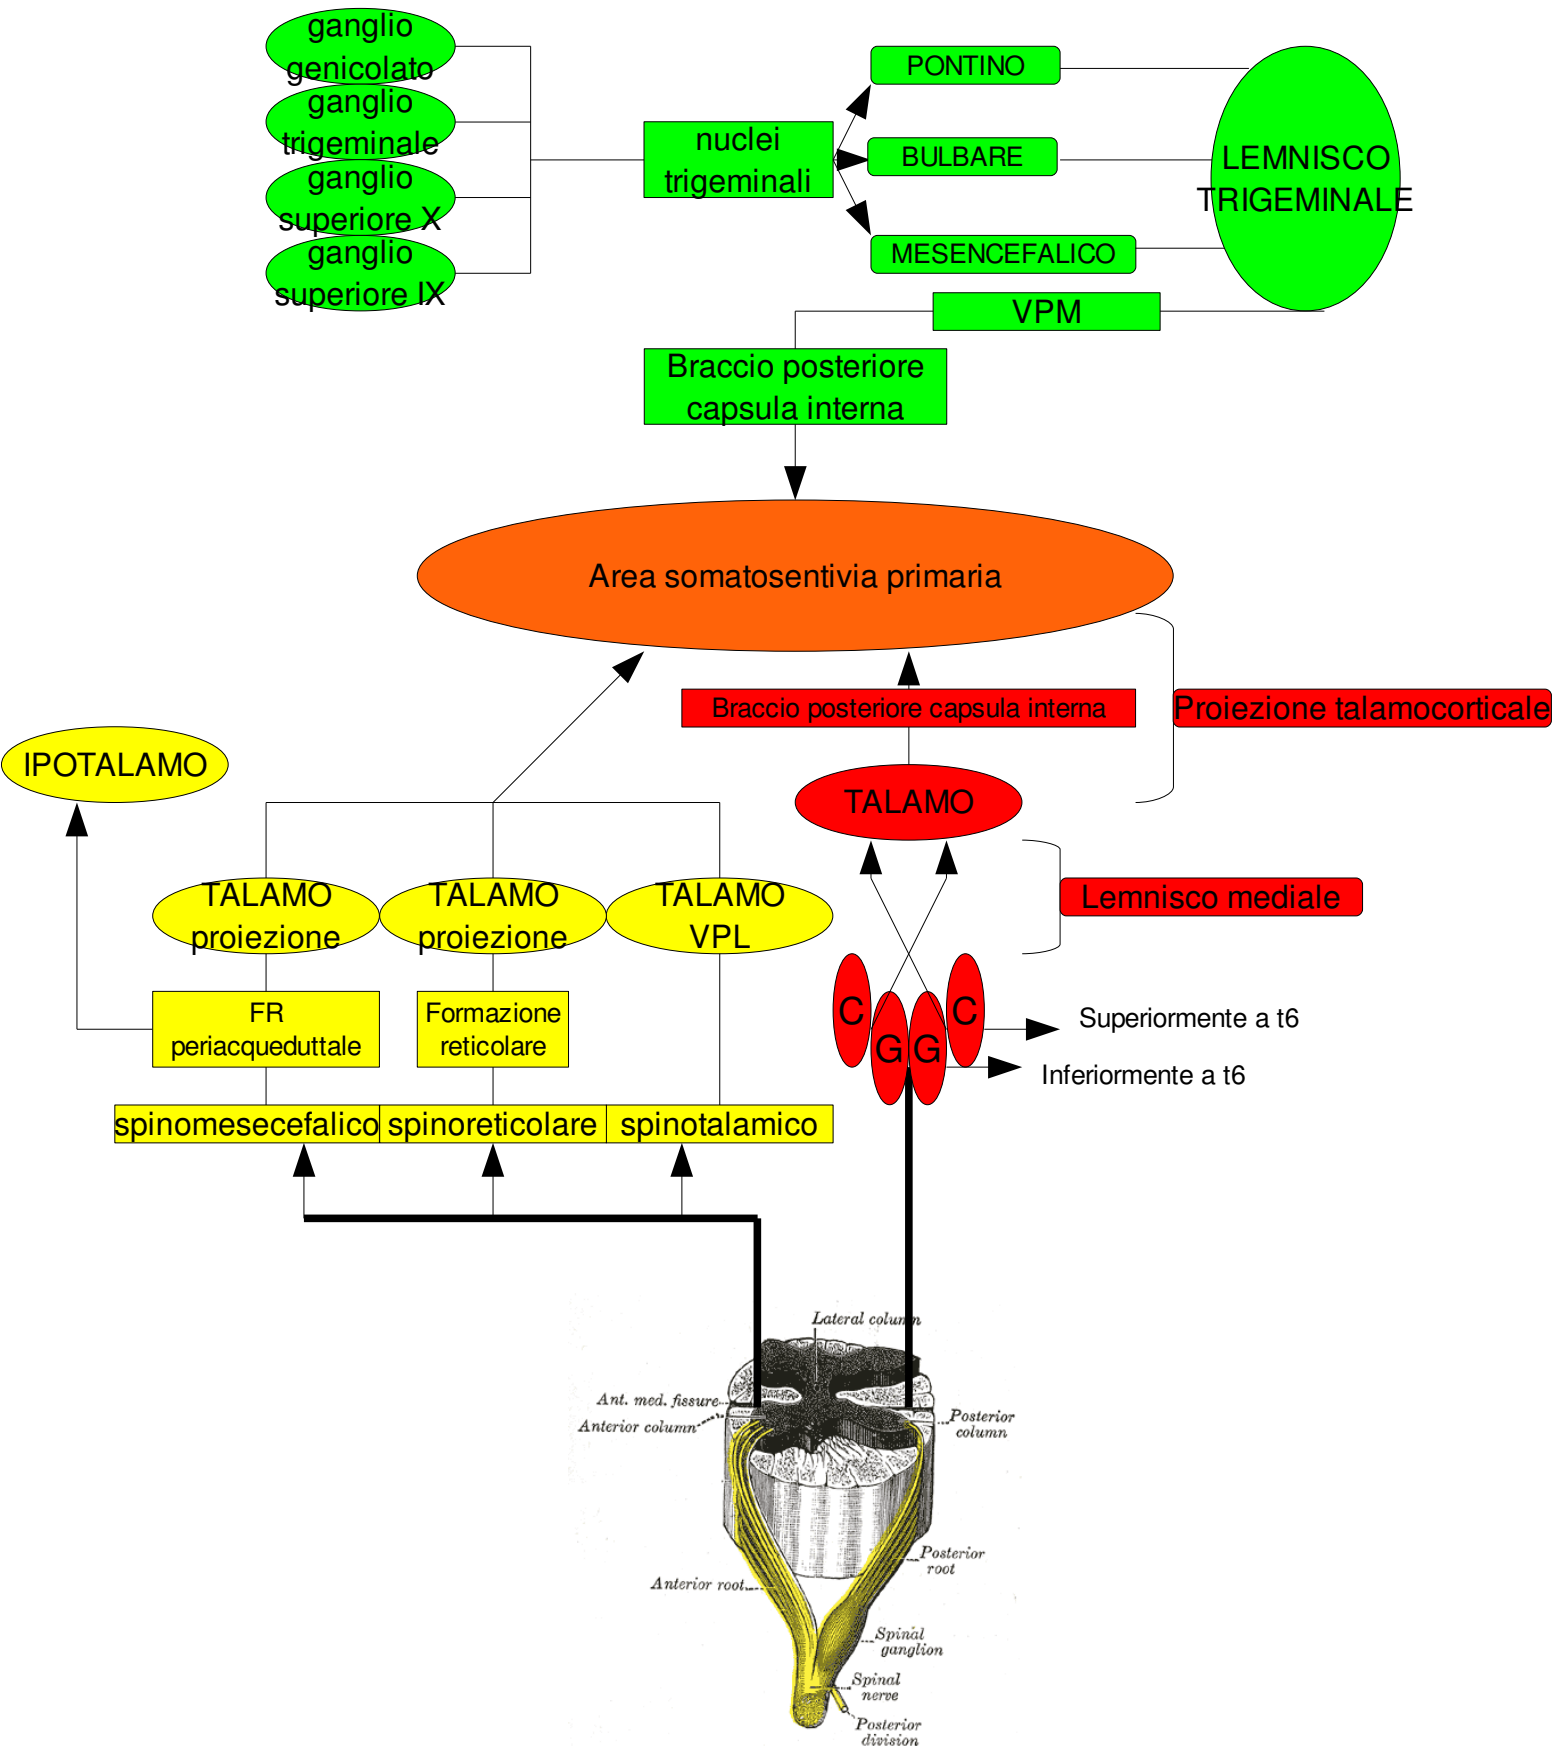 ganglio
genicolato
ganglio
trigeminale
ganglio
superiore X
ganglio
superiore IX
nuclei
trigeminali
PONTINO
BULBARE
MESENCEFALICO
LEMNISCO
TRIGEMINALE
VPM
Braccio posteriore
capsula interna
Area somatosentivia primaria
Braccio posteriore capsula interna
Proiezione talamocorticale
IPOTALAMO
TALAMO
TALAMO
proiezione
TALAMO
proiezione
TALAMO
VPL
Lemnisco mediale
C
G
G
C
FR
periacqueduttale
Formazione
reticolare
Superiormente a t6
Inferiormente a t6
spinomesecefalico
spinoreticolare
spinotalamico
Lateral column
Ant. med. fissure
Anterior column
Posterior
column
Posterior
root
Anterior root
Spinal
ganglion
Spinal
nerve
Posterior
division